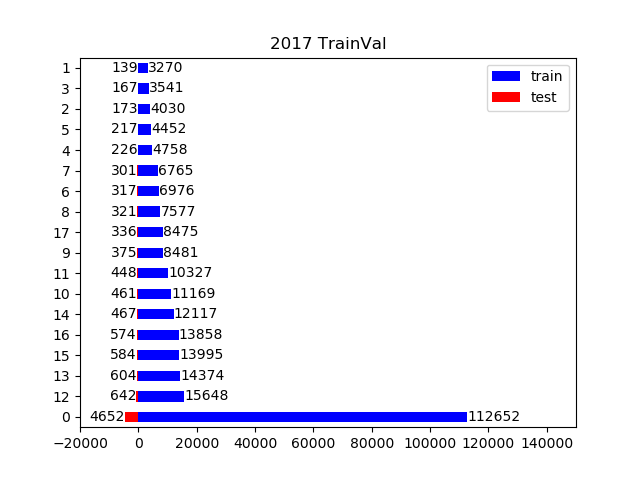 2017 TrainVal
train
test
1 139 3270
3 167 3541
2 173 4030
5 217 4452
4 226 4758
7 301 6765
6 317 6976
8 321 7577
17 336 8475
9 375 8481
11 448 10327
10 461 11169
14 467 12117
16 574 13858
15 584 13995
13 604 14374
12 642 15648
0 4652 112652
−20000 0 20000 40000 60000 80000 100000 120000 140000